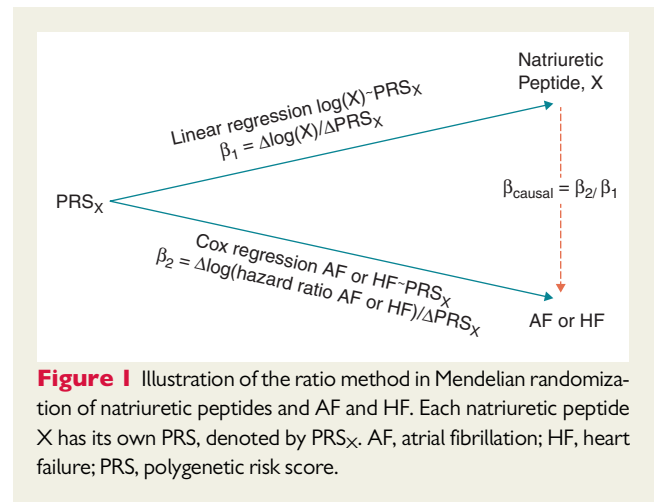 Natriuretic
Peptide, X
Linear regression log(X)~PRSX
β1 = Δlog(X)/ΔPRSX
PRSX
βcausal = β2/ β1
Cox regression AF or HF~PRSX
β2 = Δlog(hazard ratio AF or HF)/ΔPRSX
AF or HF
Figure 1 Illustration of the ratio method in Mendelian randomiza-
tion of natriuretic peptides and AF and HF. Each natriuretic peptide
X has its own PRS, denoted by PRSX. AF, atrial fibrillation; HF, heart
failure; PRS, polygenetic risk score.